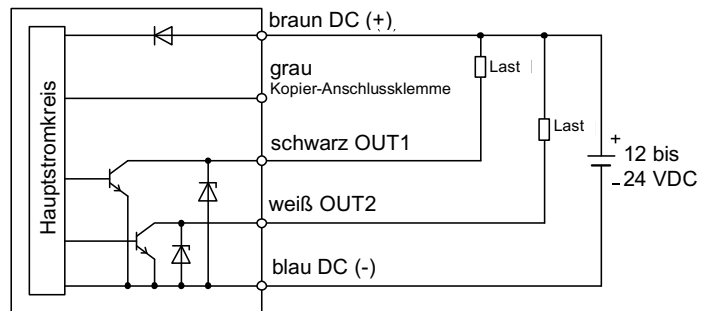 braun DC (+)
Last
grau
Kopier-Anschlussklemme
Last
Hauptstromkreis
schwarz OUT1
+
12 bis
- 24 VDC
weiß OUT2
blau DC (-)